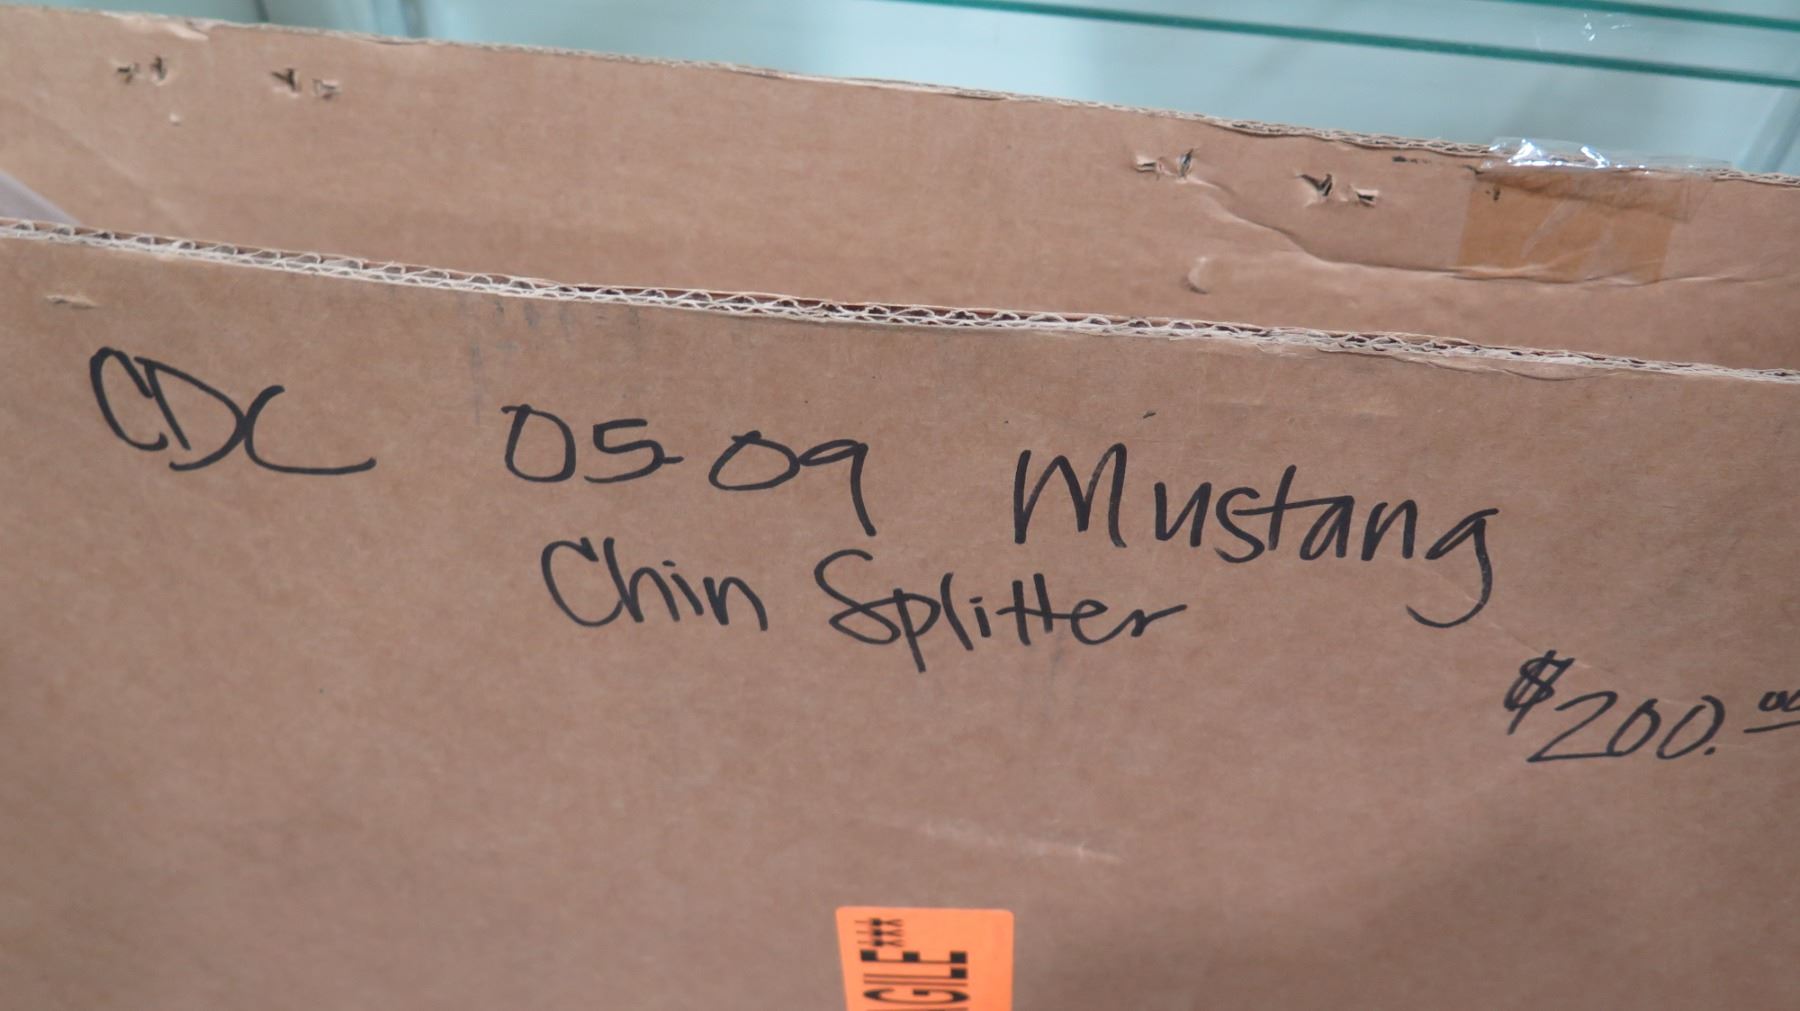 CDC 05-09 Mustang
Chin Splitter
$200.00